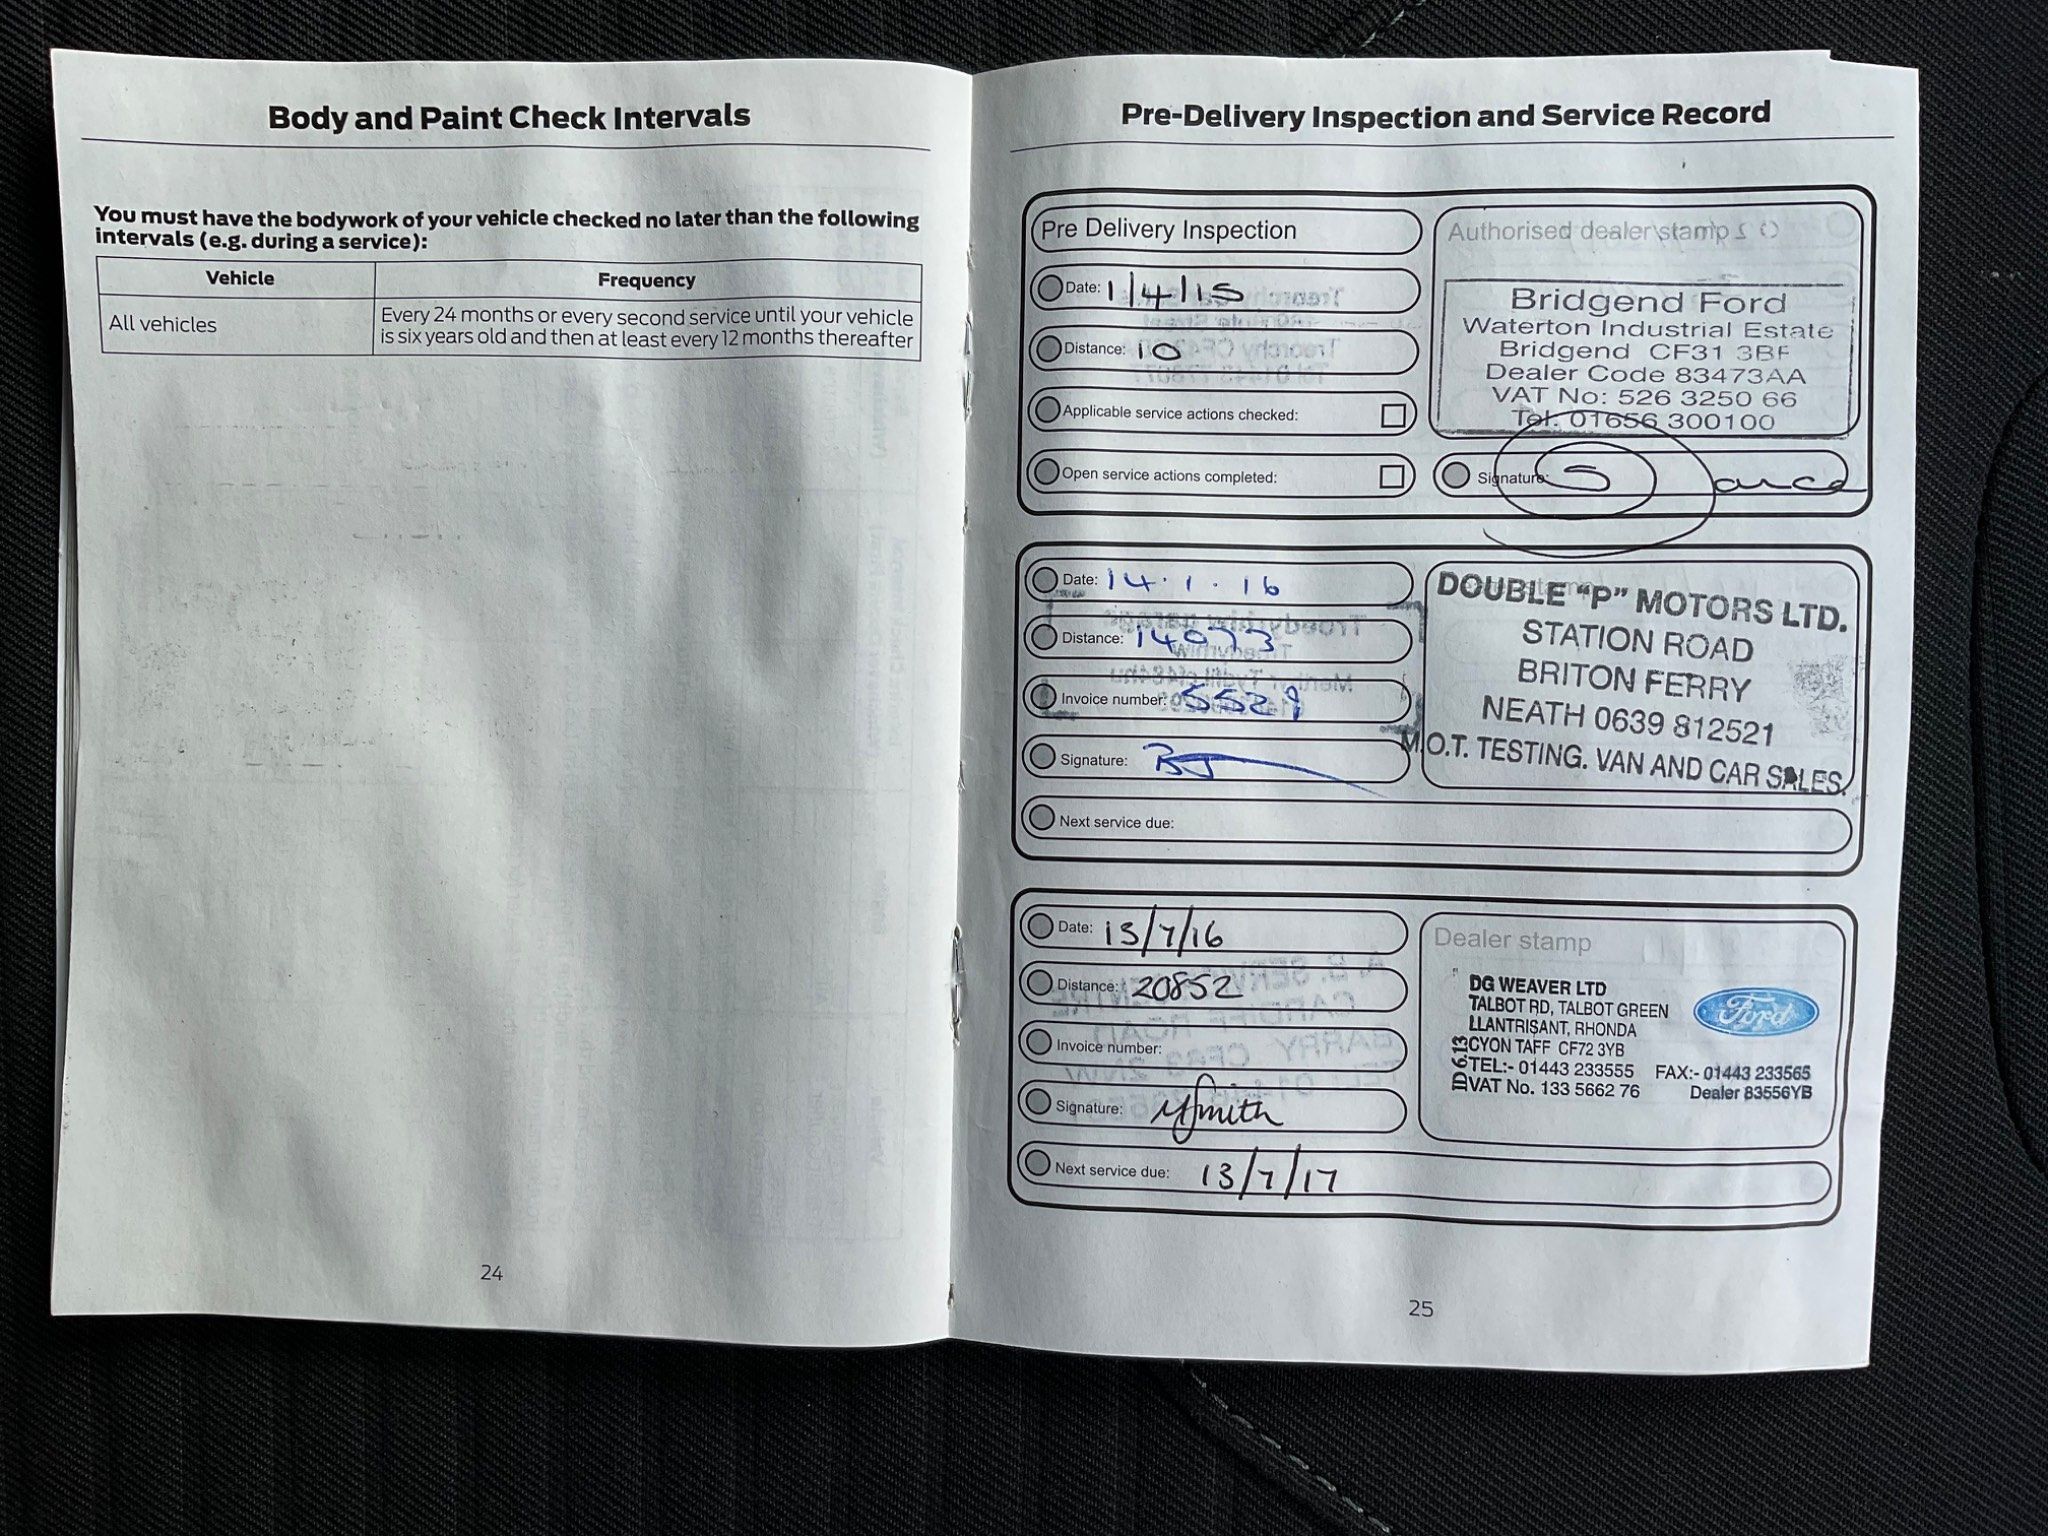 Body and Paint Check Intervals
You must have the bodywork of your vehicle checked no later than the following
intervals (e.g. during a service):
Vehicle Frequency
All vehicles
Every 24 months or every second service until your vehicle
is six years old and then at least every 12 months thereafter
24
Pre-Delivery Inspection and Service Record
Pre Delivery Inspection
Date: 1/4/15
Distance: 10
Applicable service actions checked:
Open service actions completed:
Authorised dealer stamp
Bridgend Ford
Waterton Industrial Estate
Bridgend CF31 3BF
Dealer Code 83473AA
VAT No: 526 3250 66
Tel: 01656 300100
Signature:
Date: 14.1.16
Distance: 14073
Invoice number: 5529
Signature:
Next service due:
DOUBLE "P" MOTORS LTD.
STATION ROAD
BRITON FERRY
NEATH 0639 812521
M.O.T. TESTING. VAN AND CAR SALES.
Date: 13/7/16
Distance: 20852
Invoice number:
Signature: Smith
Next service due: 13/7/17
Dealer stamp
DG WEAVER LTD
TALBOT RD, TALBOT GREEN
LLANTRISANT, RHONDA
CYON TAFF CF72 3YB
TEL:- 01443 233555 FAX:- 01443 233565
VAT No. 133 5662 76 Dealer 83556YB
ID 6.13
Ford
25